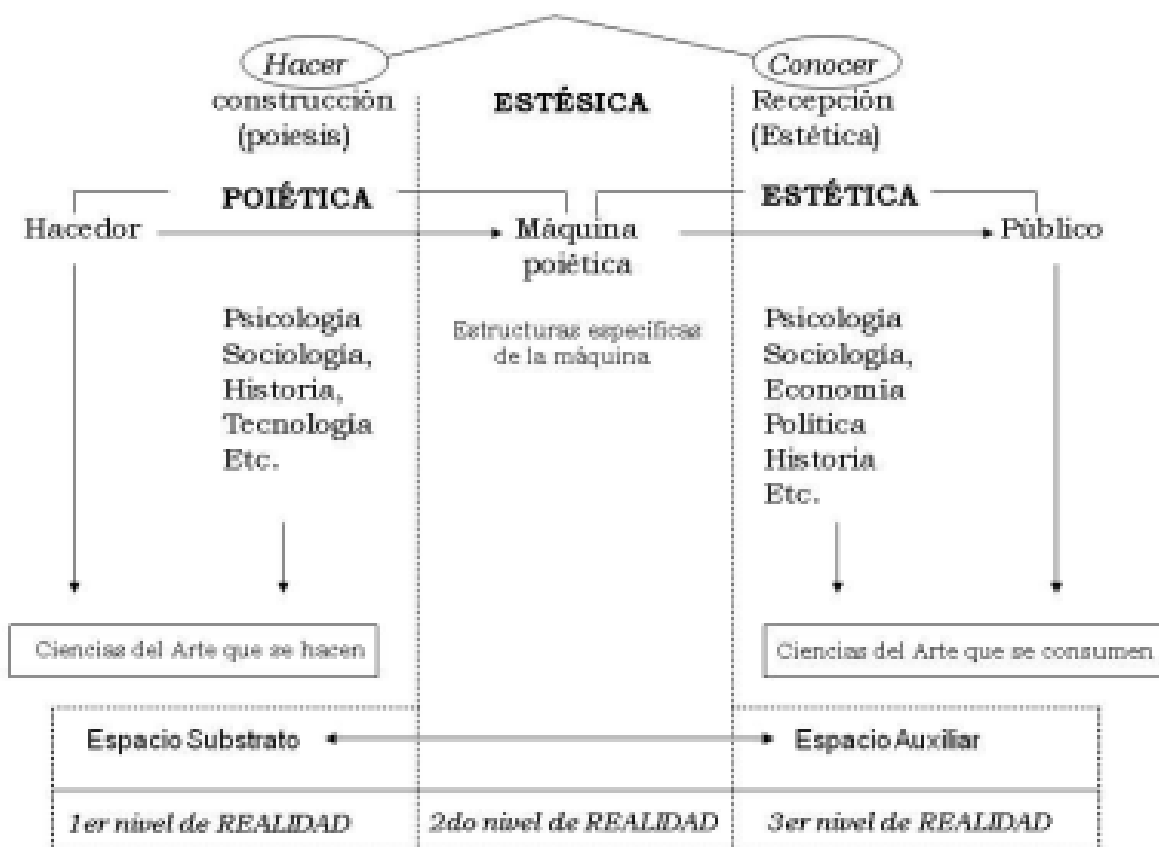 Hacer
construcción
(poiesis)
ESTÉSICA
Conocer
Recepción
(Estética)
POIÉTICA
ESTÉTICA
Hacedor
Máquina
poiética
Público
Psicología
Sociología,
Historia,
Tecnología
Etc.
Estructuras especificas
de la máquina
Psicología
Sociología,
Economía
Política
Historia
Etc.
Ciencias del Arte que se hacen
Ciencias del Arte que se consumen
Espacio Substrato
Espacio Auxiliar
1er nivel de REALIDAD
2do nivel de REALIDAD
3er nivel de REALIDAD